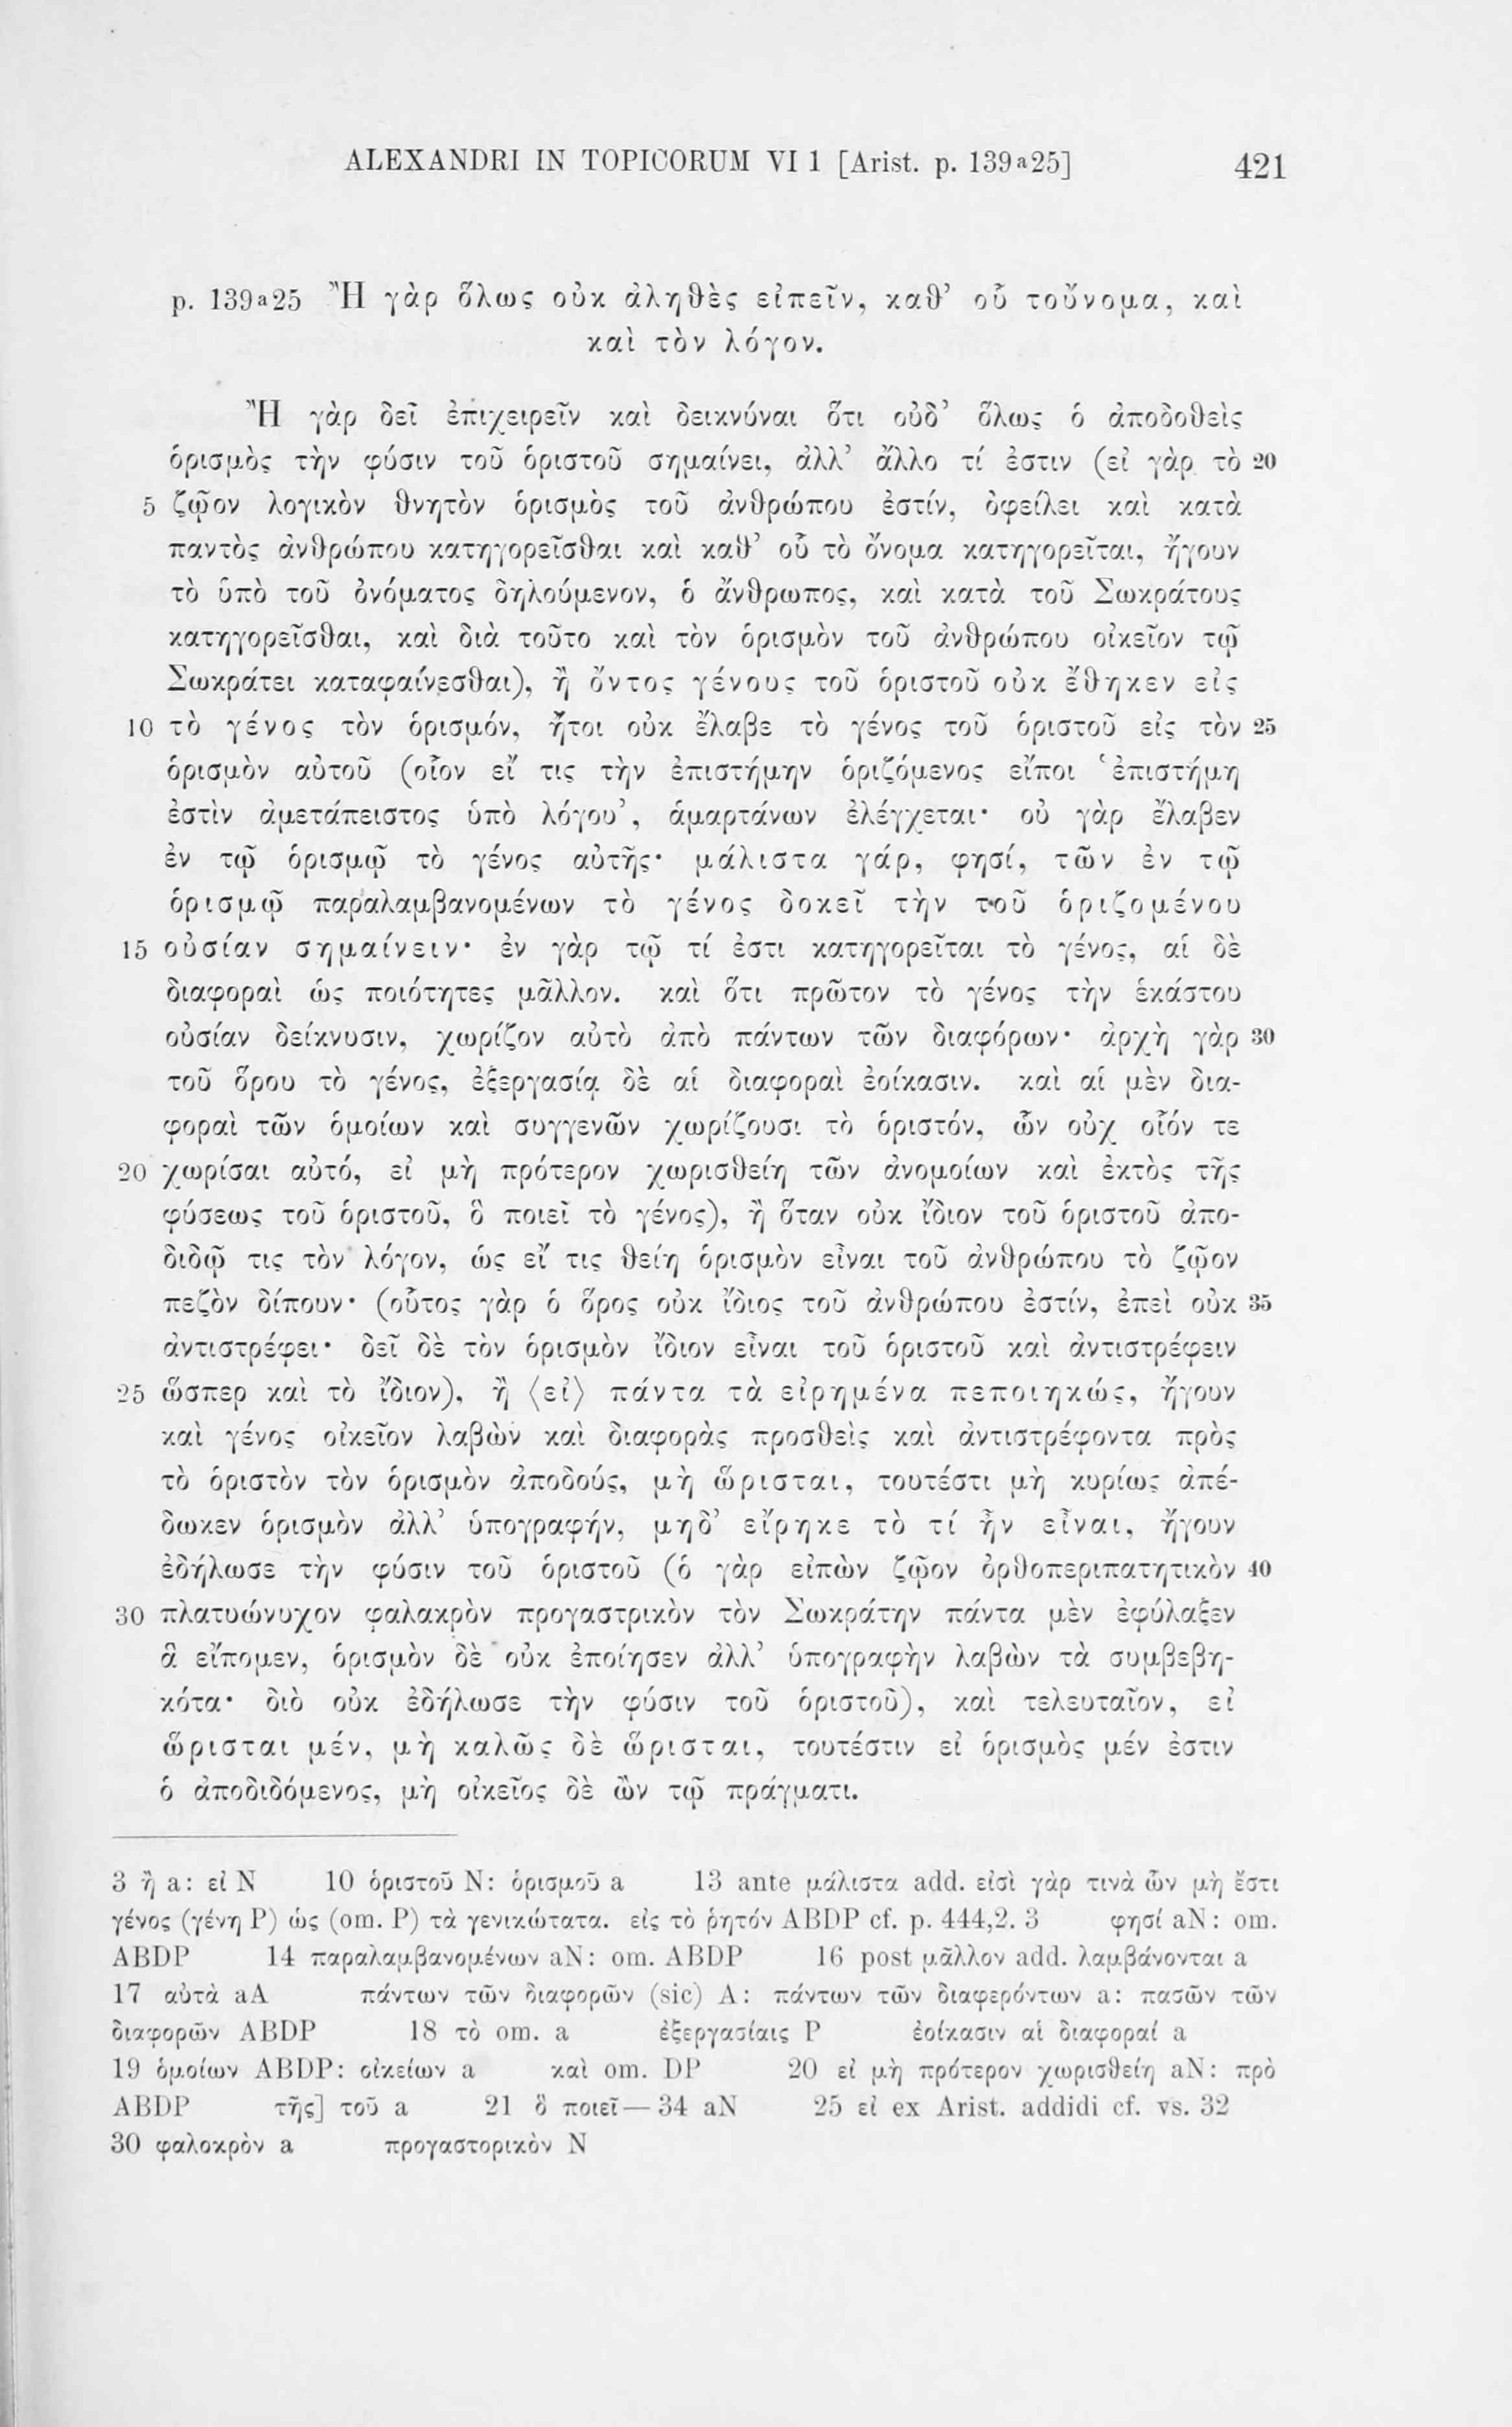 ALEXANDRI IN TOPICORUM VI 1 [Arist. p. 139ᵃ25] 421
p. 139ᵃ25 Ἢ γὰρ ὅλως οὐκ ἀληθὲς εἰπεῖν, καθ’ οὗ τοὔνομα, καὶ
καὶ τὸν λόγον.
Ἢ γὰρ δεῖ ἐπιχειρεῖν καὶ δεικνύναι ὅτι οὐδ’ ὅλως ὁ ἀποδοθεὶς
ὁρισμὸς τὴν φύσιν τοῦ ὁριστοῦ σημαίνει, ἀλλ’ ἄλλο τί ἐστιν (εἰ γὰρ τὸ 20
5 ζῷον λογικὸν θνητὸν ὁρισμὸς τοῦ ἀνθρώπου ἐστίν, ὀφείλει καὶ κατὰ
παντὸς ἀνθρώπου κατηγορεῖσθαι καὶ καθ’ οὗ τὸ ὄνομα κατηγορεῖται, ἤγουν
τὸ ὑπὸ τοῦ ὀνόματος δηλούμενον, ὁ ἄνθρωπος, καὶ κατὰ τοῦ Σωκράτους
κατηγορεῖσθαι, καὶ διὰ τοῦτο καὶ τὸν ὁρισμὸν τοῦ ἀνθρώπου οἰκεῖον τῷ
Σωκράτει καταφαίνεσθαι), ἢ ὄντος γένους τοῦ ὁριστοῦ οὐκ ἔθηκεν εἰς
10 τὸ γένος τὸν ὁρισμόν, ἤτοι οὐκ ἔλαβε τὸ γένος τοῦ ὁριστοῦ εἰς τὸν 25
ὁρισμὸν αὐτοῦ (οἷον εἴ τις τὴν ἐπιστήμην ὁριζόμενος εἴποι ‘ἐπιστήμη
ἐστὶν ἀμετάπειστος ὑπὸ λόγου’, ἁμαρτάνων ἐλέγχεται· οὐ γὰρ ἔλαβεν
ἐν τῷ ὁρισμῷ τὸ γένος αὐτῆς· μάλιστα γάρ, φησί, τῶν ἐν τῷ
ὁρισμῷ παραλαμβανομένων τὸ γένος δοκεῖ τὴν τοῦ ὁριζομένου
15 οὐσίαν σημαίνειν· ἐν γὰρ τῷ τί ἐστι κατηγορεῖται τὸ γένος, αἱ δὲ
διαφοραὶ ὡς ποιότητες μᾶλλον. καὶ ὅτι πρῶτον τὸ γένος τὴν ἑκάστου
οὐσίαν δείκνυσιν, χωρίζον αὐτὸ ἀπὸ πάντων τῶν διαφόρων· ἀρχὴ γὰρ 30
τοῦ ὅρου τὸ γένος, ἐξεργασίᾳ δὲ αἱ διαφοραὶ ἐοίκασιν. καὶ αἱ μὲν δια-
φοραὶ τῶν ὁμοίων καὶ συγγενῶν χωρίζουσι τὸ ὁριστόν, ὧν οὐχ οἷόν τε
20 χωρίσαι αὐτό, εἰ μὴ πρότερον χωρισθείη τῶν ἀνομοίων καὶ ἐκτὸς τῆς
φύσεως τοῦ ὁριστοῦ, ὃ ποιεῖ τὸ γένος), ἢ ὅταν οὐκ ἴδιον τοῦ ὁριστοῦ ἀπο-
διδῷ τις τὸν λόγον, ὡς εἴ τις θείη ὁρισμὸν εἶναι τοῦ ἀνθρώπου τὸ ζῷον
πεζὸν δίπουν· (οὗτος γὰρ ὁ ὅρος οὐκ ἴδιος τοῦ ἀνθρώπου ἐστίν, ἐπεὶ οὐκ 35
ἀντιστρέφει· δεῖ δὲ τὸν ὁρισμὸν ἴδιον εἶναι τοῦ ὁριστοῦ καὶ ἀντιστρέφειν
25 ὥσπερ καὶ τὸ ἴδιον), ἢ ⟨εἰ⟩ πάντα τὰ εἰρημένα πεποιηκώς, ἤγουν
καὶ γένος οἰκεῖον λαβὼν καὶ διαφορὰς προσθεὶς καὶ ἀντιστρέφοντα πρὸς
τὸ ὁριστὸν τὸν ὁρισμὸν ἀποδούς, μὴ ὥρισται, τουτέστι μὴ κυρίως ἀπέ-
δωκεν ὁρισμὸν ἀλλ’ ὑπογραφήν, μηδ’ εἴρηκε τὸ τί ἦν εἶναι, ἤγουν
ἐδήλωσε τὴν φύσιν τοῦ ὁριστοῦ (ὁ γὰρ εἰπὼν ζῷον ὀρθοπεριπατητικὸν 40
30 πλατυώνυχον φαλακρὸν προγαστρικὸν τὸν Σωκράτην πάντα μὲν ἐφύλαξεν
ἃ εἴπομεν, ὁρισμὸν δὲ οὐκ ἐποίησεν ἀλλ’ ὑπογραφὴν λαβὼν τὰ συμβεβη-
κότα· διὸ οὐκ ἐδήλωσε τὴν φύσιν τοῦ ὁριστοῦ), καὶ τελευταῖον, εἰ
ὥρισται μέν, μὴ καλῶς δὲ ὥρισται, τουτέστιν εἰ ὁρισμὸς μέν ἐστιν
ὁ ἀποδιδόμενος, μὴ οἰκεῖος δὲ ὢν τῷ πράγματι.
3 ἢ a: εἰ N 10 ὁριστοῦ N: ὁρισμοῦ a 13 ante μάλιστα add. εἰσὶ γὰρ τινὰ ὧν μὴ ἔστι
γένος (γένη P) ὡς (om. P) τὰ γενικώτατα. εἰς τὸ ῥητόν ABDP cf. p. 444,2. 3 φησί aN: om.
ABDP 14 παραλαμβανομένων aN: om. ABDP 16 post μᾶλλον add. λαμβάνονται a
17 αὐτὰ aA πάντων τῶν διαφορῶν (sic) A: πάντων τῶν διαφερόντων a: πασῶν τῶν
διαφορῶν ABDP 18 τὸ om. a ἐξεργασίαις P ἐοίκασιν αἱ διαφοραί a
19 ὁμοίων ABDP: οἰκείων a καὶ om. DP 20 εἰ μὴ πρότερον χωρισθείη aN: πρὸ
ABDP τῆς] τοῦ a 21 ὃ ποιεῖ—34 aN 25 εἰ ex Arist. addidi cf. vs. 32
30 φαλοκρὸν a προγαστορικὸν N